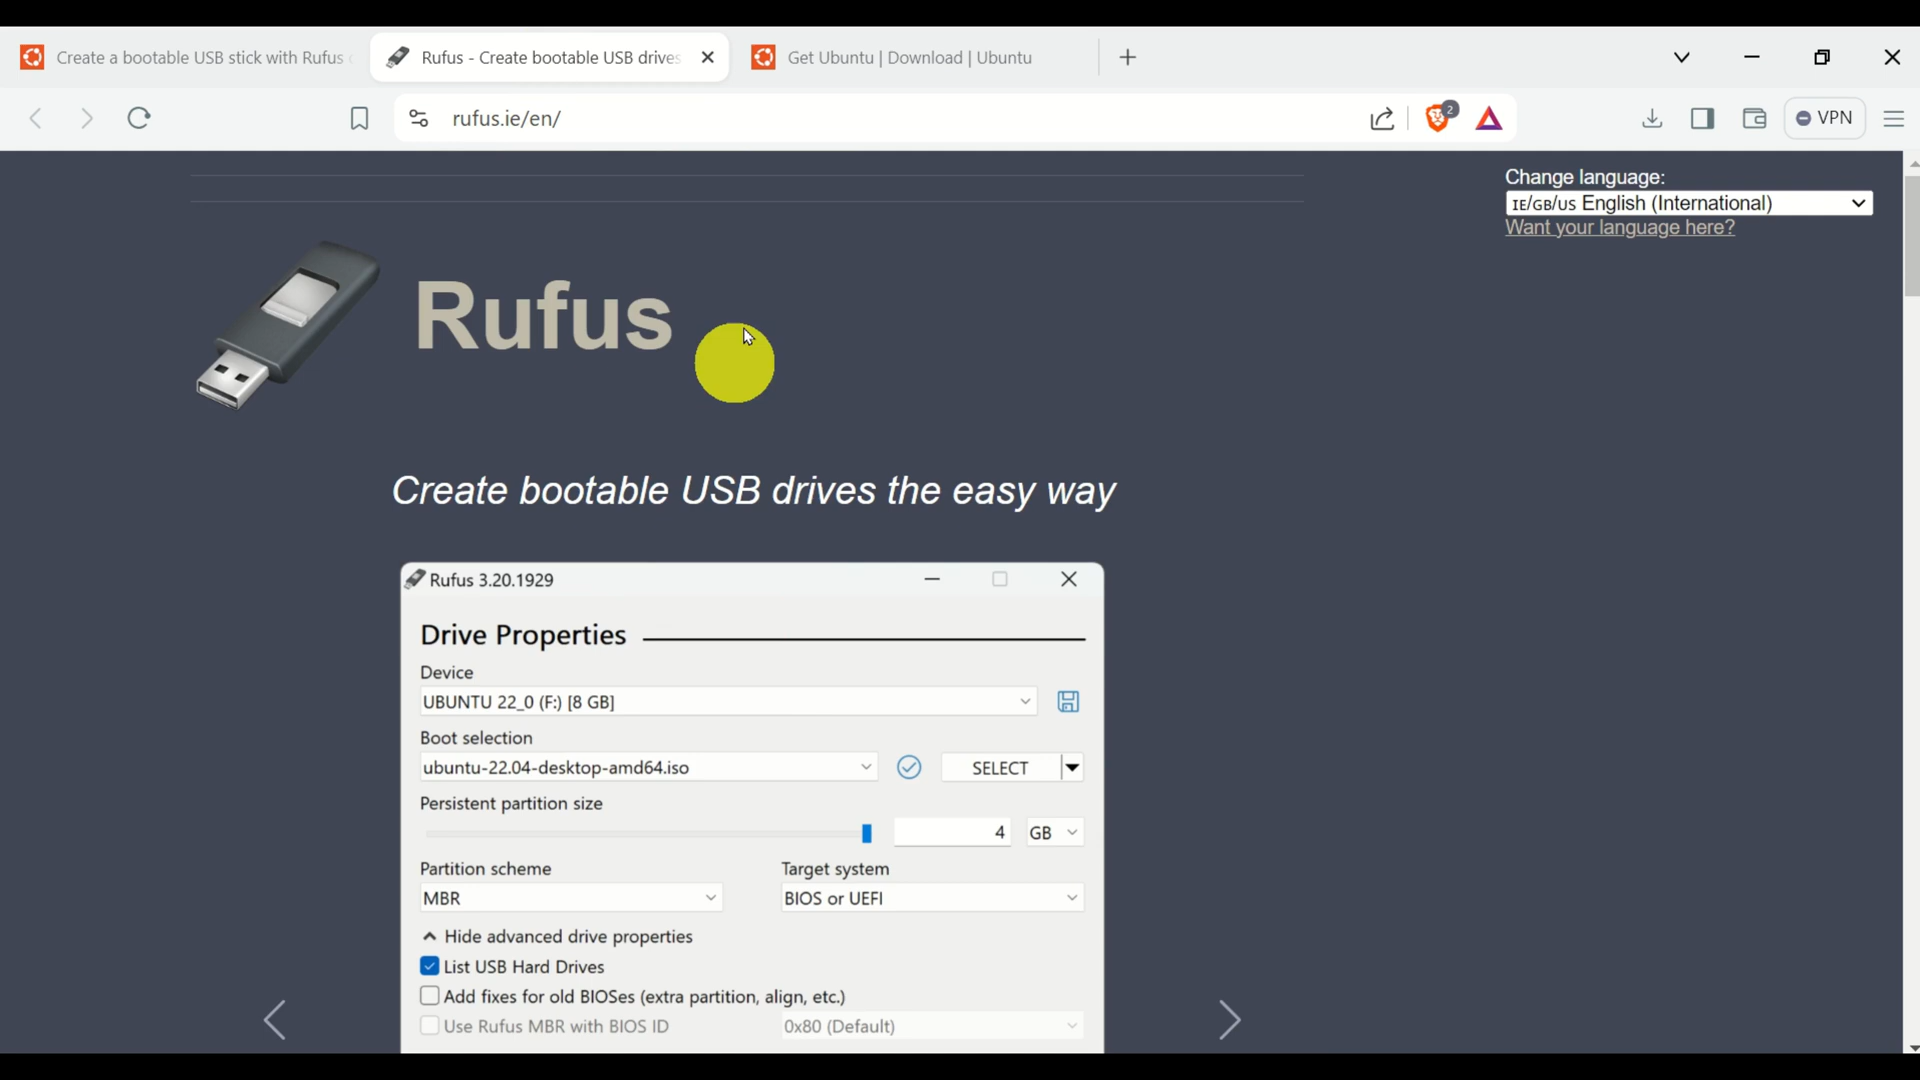 Create a bootable USB stick with Rufus
Rufus - Create bootable USB drives
Get Ubuntu | Download | Ubuntu
rufus.ie/en/
2
VPN
Change language:
IE/GB/US English (International)
Want your language here?
Rufus
Create bootable USB drives the easy way
Rufus 3.20.1929
Drive Properties
Device
UBUNTU 22_0 (F:) [8 GB]
Boot selection
ubuntu-22.04-desktop-amd64.iso
SELECT
Persistent partition size
4
GB
Partition scheme
Target system
MBR
BIOS or UEFI
Hide advanced drive properties
List USB Hard Drives
Add fixes for old BIOSes (extra partition, align, etc.)
Use Rufus MBR with BIOS ID
0x80 (Default)